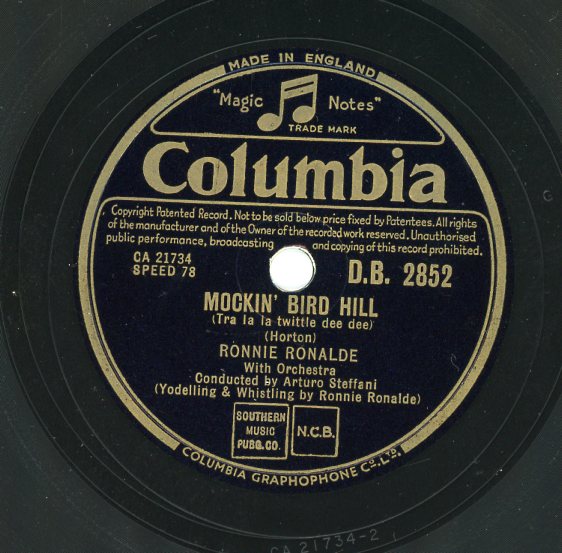 MADE IN ENGLAND
"Magic Notes"
TRADE MARK
Columbia
Copyright Patented Record. Not to be sold below price fixed by Patentees. All rights
of the manufacturer and of the Owner of the recorded work reserved. Unauthorised
public performance, broadcasting and copying of this record prohibited.
CA 21734
SPEED 78
D.B. 2852
MOCKIN' BIRD HILL
(Tra la la twittle dee dee)
(Horton)
RONNIE RONALDE
With Orchestra
Conducted by Arturo Steffani
(Yodelling & Whistling by Ronnie Ronalde)
SOUTHERN
MUSIC
PUBG. CO.
N.C.B.
COLUMBIA GRAPHOPHONE CO. LTD.
CA 21734-2